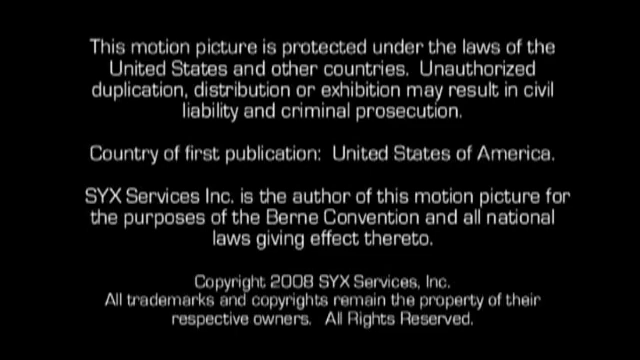 This motion picture is protected under the laws of the
United States and other countries.  Unauthorized
duplication, distribution or exhibition may result in civil
liability and criminal prosecution.
Country of first publication:  United States of America.
SYX Services Inc. is the author of this motion picture for
the purposes of the Berne Convention and all national
laws giving effect thereto.
Copyright 2008 SYX Services, Inc.
All trademarks and copyrights remain the property of their
respective owners.  All Rights Reserved.